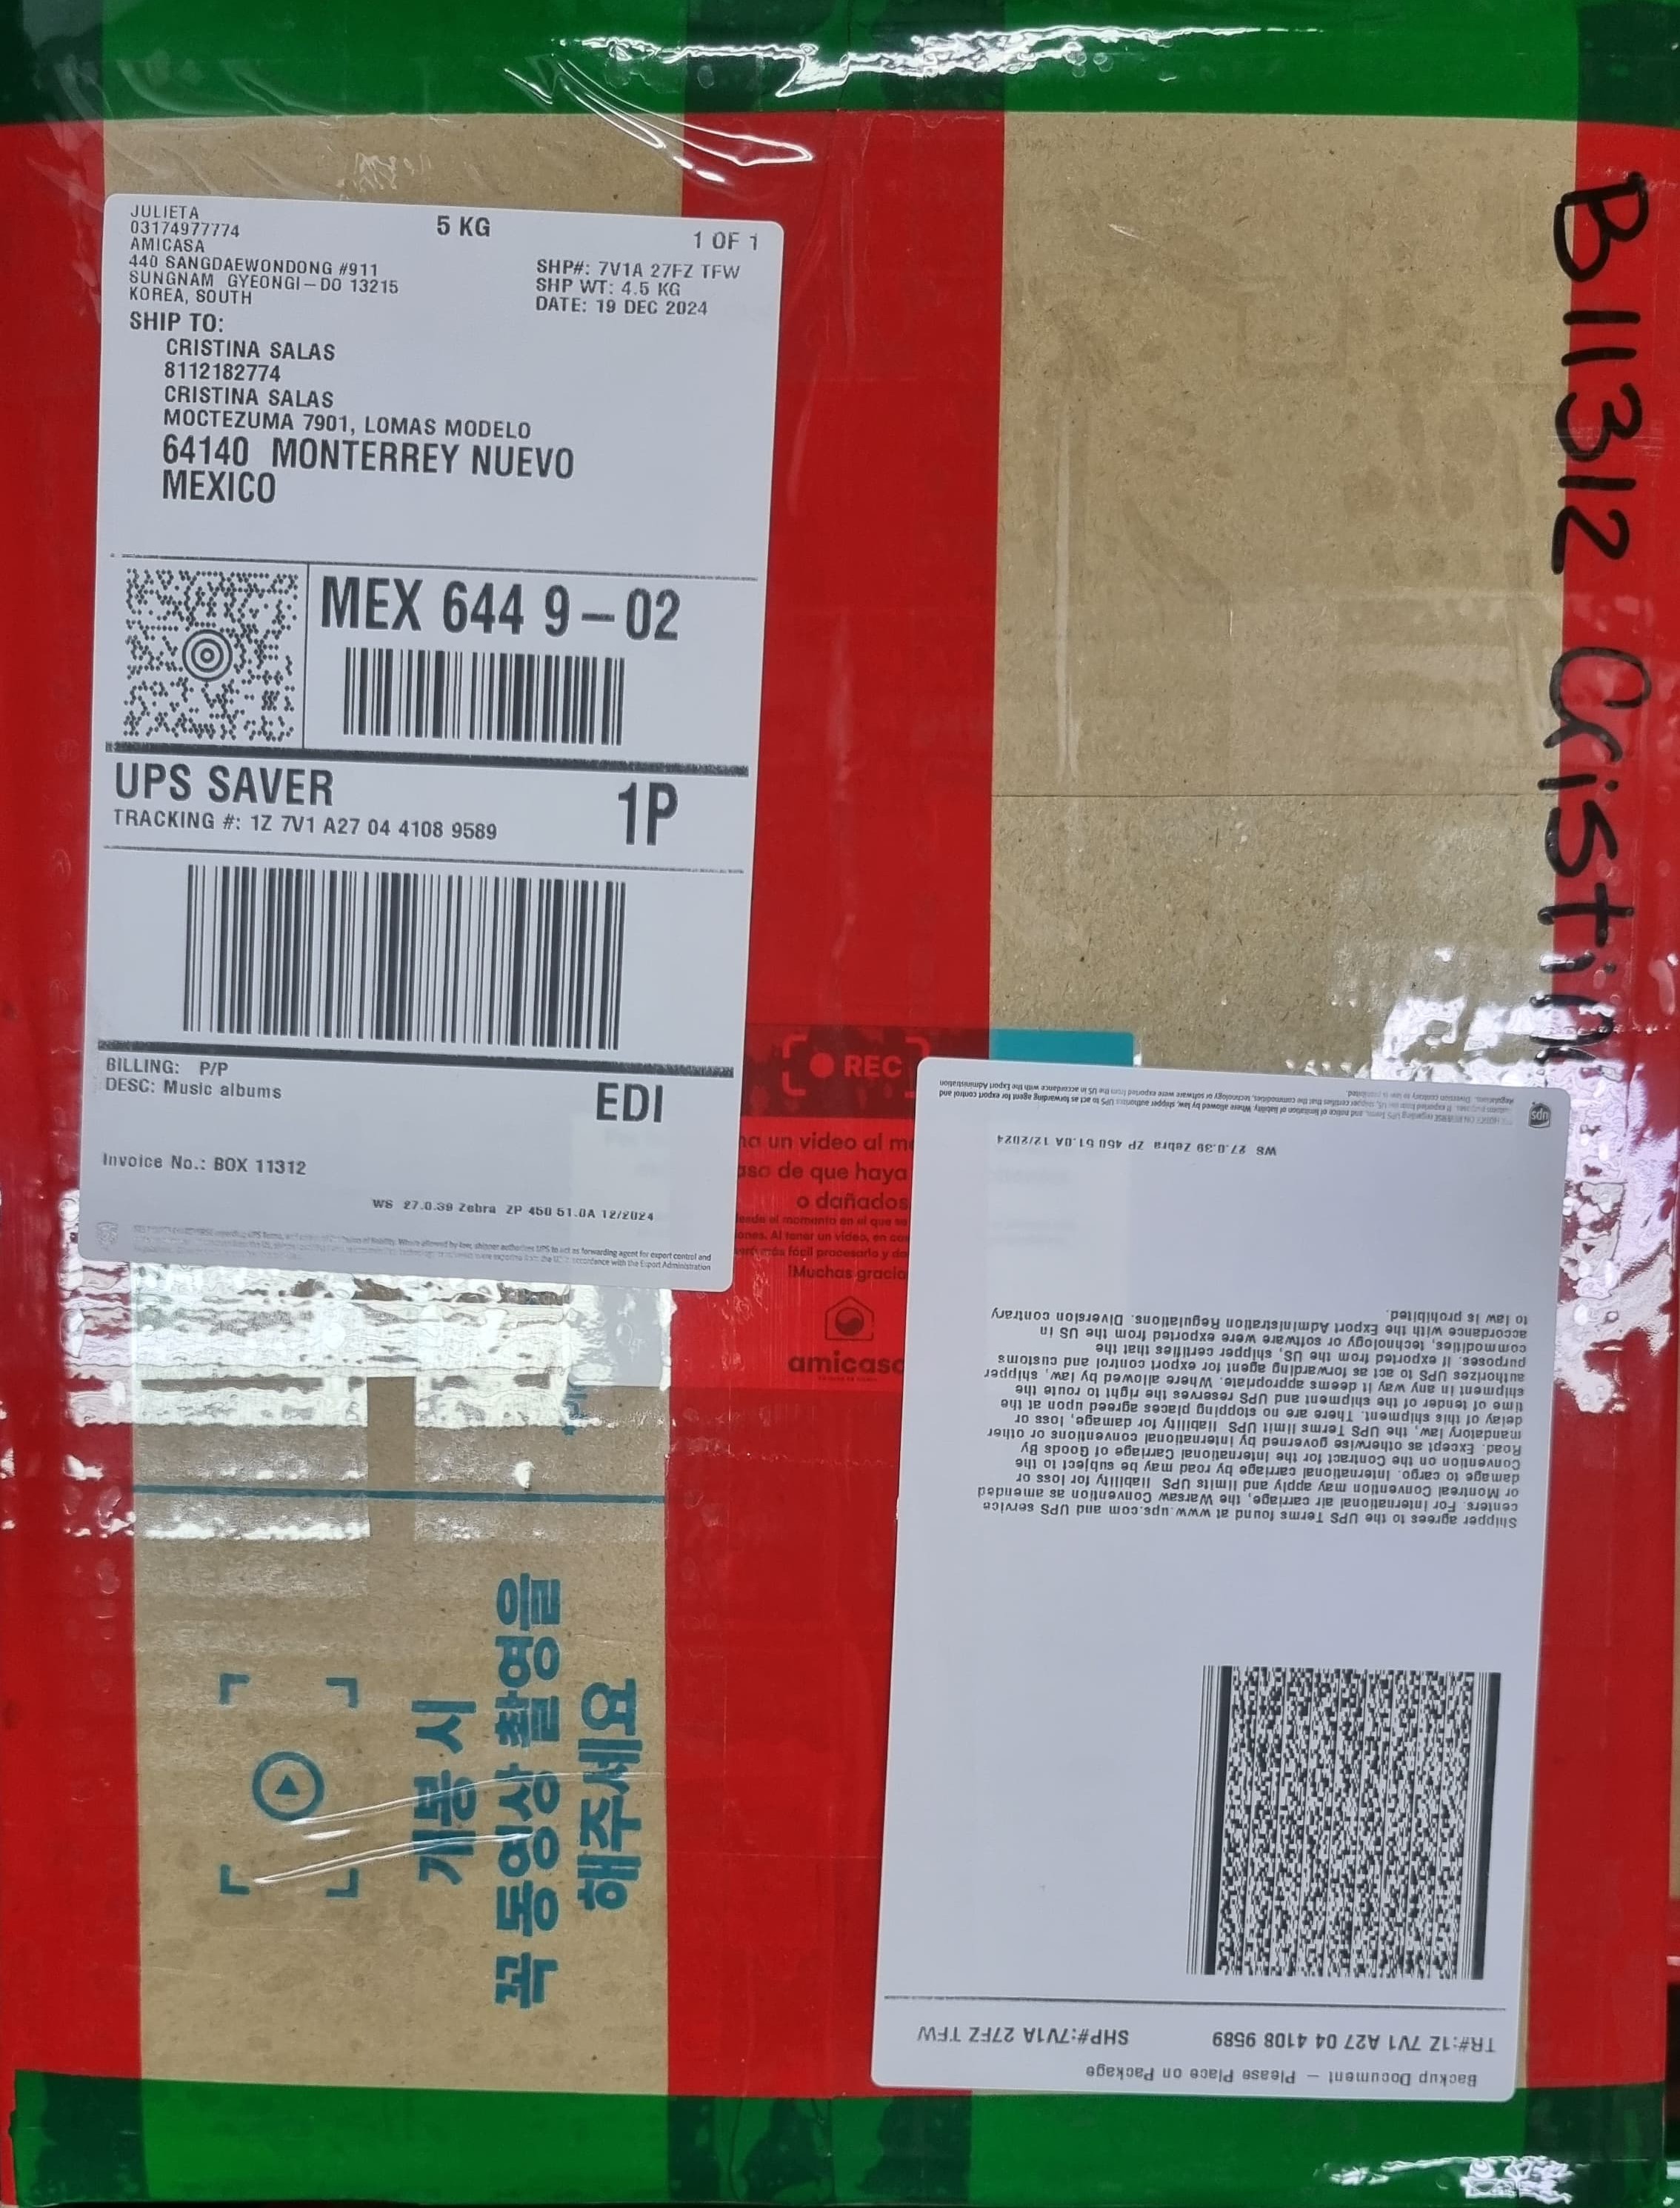 JULIETA
03174977774
AMICASA
440 SANGDAEWONDONG #911
SUNGNAM GYEONGI-DO 13215
KOREA, SOUTH
5 KG
1 OF 1
SHP#: 7V1A 27FZ TFW
SHP WT: 4.5 KG
DATE: 19 DEC 2024
SHIP TO:
CRISTINA SALAS
8112182774
CRISTINA SALAS
MOCTEZUMA 7901, LOMAS MODELO
64140 MONTERREY NUEVO
MEXICO
MEX 644 9-02
UPS SAVER
1P
TRACKING #: 1Z 7V1 A27 04 4108 9589
BILLING: P/P
DESC: Music albums
EDI
Invoice No.: BOX 11312
WS 27.0.39 Zebra ZP 450 51.0A 12/2024
B11312 Cristin
REC
un video al
de que haya
o dañados
¡Muchas
amicasa
개봉 시
꼭 동영상 촬영을
해주세요
Backup Document - Please Place on Package
TR#:1Z 7V1 A27 04 4108 9589
SHP#:7V1A 27FZ TFW
Shipper agrees to the UPS Terms found at www.ups.com and UPS service
centers. For international air carriage, the Warsaw Convention as amended
or Montreal Convention may apply and limits UPS liability for loss or
damage to cargo. International carriage by road may be subject to the
Convention on the Contract for the International Carriage of Goods By
Road. Except as otherwise governed by international conventions or other
mandatory law, the UPS Terms limit UPS liability for damage, loss or
delay of this shipment. There are no stopping places agreed upon at the
time of tender of the shipment and UPS reserves the right to route the
shipment in any way it deems appropriate. Where allowed by law, shipper
authorizes UPS to act as forwarding agent for export control and customs
purposes. If exported from the US, shipper certifies that the
commodities, technology or software were exported from the US in
accordance with the Export Administration Regulations. Diversion contrary
to law is prohibited.
WS 27.0.39 Zebra ZP 450 51.0A 12/2024
ups